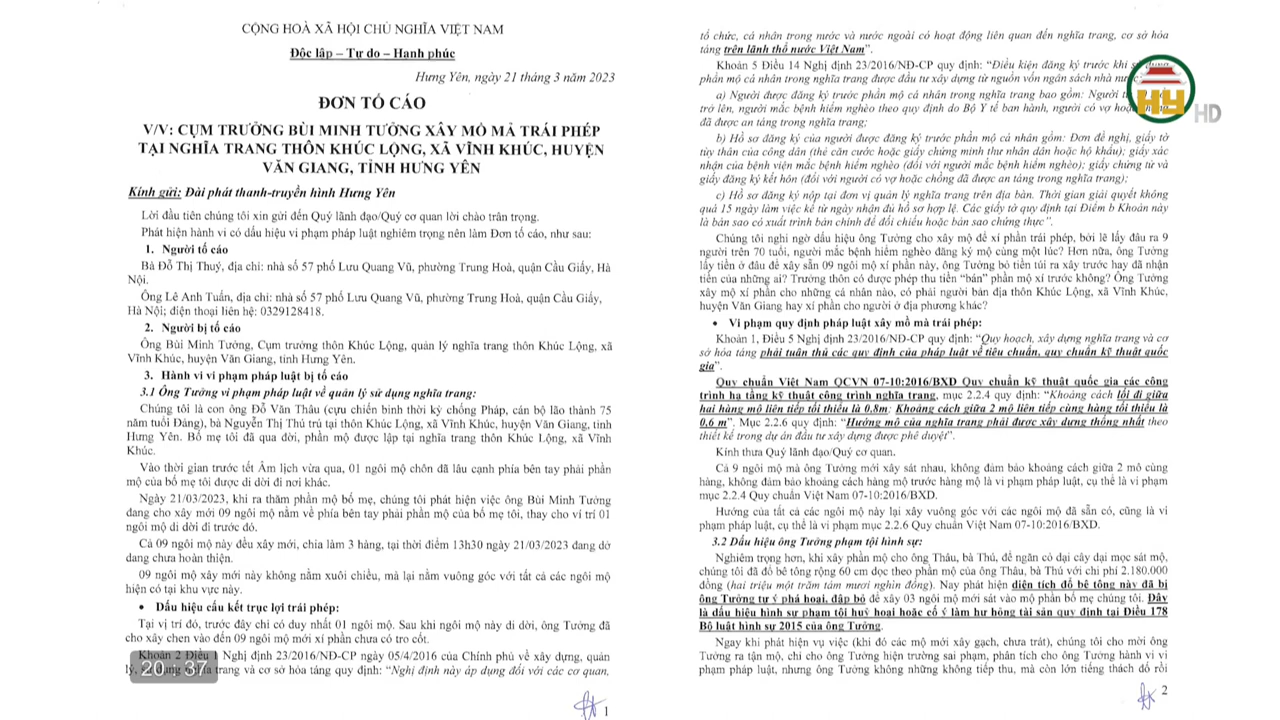 CỘNG HOÀ XÃ HỘI CHỦ NGHĨA VIỆT NAM
Độc lập – Tự do – Hạnh phúc
Hưng Yên, ngày 21 tháng 3 năm 2023
ĐƠN TỐ CÁO
V/V: CỤM TRƯỞNG BÙI MINH TƯỞNG XÂY MỒ MẢ TRÁI PHÉP
TẠI NGHĨA TRANG THÔN KHÚC LỘNG, XÃ VĨNH KHÚC, HUYỆN
VĂN GIANG, TỈNH HƯNG YÊN
Kính gửi: Đài phát thanh-truyền hình Hưng Yên
Lời đầu tiên chúng tôi xin gửi đến Quý lãnh đạo/Quý cơ quan lời chào trân trọng.
Phát hiện hành vi có dấu hiệu vi phạm pháp luật nghiêm trọng nên làm Đơn tố cáo, như sau:
1. Người tố cáo
Bà Đỗ Thị Thuý, địa chỉ: nhà số 57 phố Lưu Quang Vũ, phường Trung Hoà, quận Cầu Giấy, Hà
Nội.
Ông Lê Anh Tuấn, địa chỉ: nhà số 57 phố Lưu Quang Vũ, phường Trung Hoà, quận Cầu Giấy,
Hà Nội; điện thoại liên hệ: 0329128418.
2. Người bị tố cáo
Ông Bùi Minh Tưởng, Cụm trưởng thôn Khúc Lộng, quản lý nghĩa trang thôn Khúc Lộng, xã
Vĩnh Khúc, huyện Văn Giang, tỉnh Hưng Yên.
3. Hành vi vi phạm pháp luật bị tố cáo
3.1 Ông Tưởng vi phạm pháp luật về quản lý sử dụng nghĩa trang:
Chúng tôi là con ông Đỗ Văn Thâu (cựu chiến binh thời kỳ chống Pháp, cán bộ lão thành 75
năm tuổi Đảng), bà Nguyễn Thị Thú trú tại thôn Khúc Lộng, xã Vĩnh Khúc, huyện Văn Giang, tỉnh
Hưng Yên. Bố mẹ tôi đã qua đời, phần mộ được lập tại nghĩa trang thôn Khúc Lộng, xã Vĩnh
Khúc.
Vào thời gian trước tết Âm lịch vừa qua, 01 ngôi mộ chôn đã lâu cạnh phía bên tay phải phần
mộ của bố mẹ tôi được di dời đi nơi khác.
Ngày 21/03/2023, khi ra thăm phần mộ bố mẹ, chúng tôi phát hiện việc ông Bùi Minh Tưởng
đang cho xây mới 09 ngôi mộ nằm về phía bên tay phải phần mộ của bố mẹ tôi, thay cho vị trí 01
ngôi mộ di dời đi trước đó.
Cả 09 ngôi mộ này đều xây mới, chia làm 3 hàng, tại thời điểm 13h30 ngày 21/03/2023 đang dở
dang chưa hoàn thiện.
09 ngôi mộ xây mới này không nằm xuôi chiều, mà lại nằm vuông góc với tất cả các ngôi mộ
hiện có tại khu vực này.
• Dấu hiệu cấu kết trục lợi trái phép:
Tại vị trí đó, trước đây chỉ có duy nhất 01 ngôi mộ. Sau khi ngôi mộ này di dời, ông Tưởng đã
cho xây chen vào đến 09 ngôi mộ mới xí phần chưa có tro cốt.
Khoản 2 Điều 1 Nghị định 23/2016/NĐ-CP ngày 05/4/2016 của Chính phủ về xây dựng, quản
lý, sử dụng nghĩa trang và cơ sở hỏa táng quy định: “Nghị định này áp dụng đối với các cơ quan,
20 37
1
tổ chức, cá nhân trong nước và nước ngoài có hoạt động liên quan đến nghĩa trang, cơ sở hỏa
táng trên lãnh thổ nước Việt Nam”.
Khoản 5 Điều 14 Nghị định 23/2016/NĐ-CP quy định: “Điều kiện đăng ký trước khi sử dụng
phần mộ cá nhân trong nghĩa trang được đầu tư xây dựng từ nguồn vốn ngân sách nhà nước:
a) Người được đăng ký trước phần mộ cá nhân trong nghĩa trang bao gồm: Người
trở lên, người mắc bệnh hiểm nghèo theo quy định do Bộ Y tế ban hành, người có vợ hoặc
đã được an táng trong nghĩa trang;
b) Hồ sơ đăng ký của người được đăng ký trước phần mộ cá nhân gồm: Đơn đề nghị, giấy tờ
tùy thân của công dân (thẻ căn cước hoặc giấy chứng minh thư nhân dân hoặc hộ khẩu); giấy xác
nhận của bệnh viện mắc bệnh hiểm nghèo (đối với người mắc bệnh hiểm nghèo); giấy chứng tử và
giấy đăng ký kết hôn (đối với người có vợ hoặc chồng đã được an táng trong nghĩa trang);
c) Hồ sơ đăng ký nộp tại đơn vị quản lý nghĩa trang trên địa bàn. Thời gian giải quyết không
quá 15 ngày làm việc kể từ ngày nhận đủ hồ sơ hợp lệ. Các giấy tờ quy định tại Điểm b Khoản này
là bản sao có xuất trình bản chính để đối chiếu hoặc bản sao chứng thực”.
Chúng tôi nghi ngờ dấu hiệu ông Tưởng cho xây mộ để xí phần trái phép, bởi lẽ lấy đâu ra 9
người trên 70 tuổi, người mắc bệnh hiểm nghèo đăng ký mộ cùng một lúc? Hơn nữa, ông Tưởng
lấy tiền ở đâu để xây sẵn 09 ngôi mộ xí phần này, ông Tưởng bỏ tiền túi ra xây trước hay đã nhận
tiền của những ai? Trưởng thôn có được phép thu tiền “bán” phần mộ xí trước không? Ông Tưởng
xây mộ xí phần cho những cá nhân nào, có phải người bản địa thôn Khúc Lộng, xã Vĩnh Khúc,
huyện Văn Giang hay xí phần cho người ở địa phương khác?
• Vi phạm quy định pháp luật xây mồ mả trái phép:
Khoản 1, Điều 5 Nghị định 23/2016/NĐ-CP quy định: “Quy hoạch, xây dựng nghĩa trang và cơ
sở hỏa táng phải tuân thủ các quy định của pháp luật về tiêu chuẩn, quy chuẩn kỹ thuật quốc
gia”.
Quy chuẩn Việt Nam QCVN 07-10:2016/BXD Quy chuẩn kỹ thuật quốc gia các công
trình hạ tầng kỹ thuật công trình nghĩa trang, mục 2.2.4 quy định: “Khoảng cách lối đi giữa
hai hàng mộ liên tiếp tối thiểu là 0,8m; Khoảng cách giữa 2 mộ liên tiếp cùng hàng tối thiểu là
0,6 m”. Mục 2.2.6 quy định: “Hướng mộ của nghĩa trang phải được xây dựng thống nhất theo
thiết kế trong dự án đầu tư xây dựng được phê duyệt”.
Kính thưa Quý lãnh đạo/Quý cơ quan.
Cả 9 ngôi mộ mà ông Tưởng mới xây sát nhau, không đảm bảo khoảng cách giữa 2 mộ cùng
hàng, không đảm bảo khoảng cách hàng mộ trước hàng mộ là vi phạm pháp luật, cụ thể là vi phạm
mục 2.2.4 Quy chuẩn Việt Nam 07-10:2016/BXD.
Hướng của tất cả các ngôi mộ này lại xây vuông góc với các ngôi mộ đã sẵn có, cũng là vi
phạm pháp luật, cụ thể là vi phạm mục 2.2.6 Quy chuẩn Việt Nam 07-10:2016/BXD.
3.2 Dấu hiệu ông Tưởng phạm tội hình sự:
Nghiêm trọng hơn, khi xây phần mộ cho ông Thâu, bà Thú, để ngăn cỏ dại cây dại mọc sát mộ,
chúng tôi đã đổ bê tông rộng 60 cm dọc theo phần mộ của ông Thâu, bà Thú với chi phí 2.180.000
đồng (hai triệu một trăm tám mươi nghìn đồng). Nay phát hiện diện tích đổ bê tông này đã bị
ông Tưởng tự ý phá hoại, đập bỏ để xây 03 ngôi mộ mới sát vào mộ phần bố mẹ chúng tôi. Đây
là dấu hiệu hình sự phạm tội huỷ hoại hoặc cố ý làm hư hỏng tài sản quy định tại Điều 178
Bộ luật hình sự 2015 của ông Tưởng.
Ngay khi phát hiện vụ việc (khi đó các mộ mới xây gạch, chưa trát), chúng tôi cho mời ông
Tưởng ra tận mộ, chỉ cho ông Tưởng hiện trường sai phạm, phân tích cho ông Tưởng hành vi vi
phạm pháp luật, nhưng ông Tưởng không những không tiếp thu, mà còn lớn tiếng thách đố rồi
2
HY HD